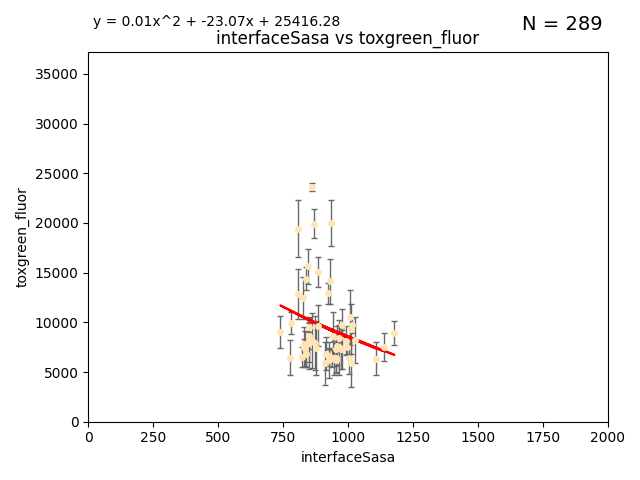 y = 0.01x^2 + -23.07x + 25416.28
N = 289
interfaceSasa vs toxgreen_fluor
35000
30000
25000
20000
15000
10000
5000
0
toxgreen_fluor
0 250 500 750 1000 1250 1500 1750 2000
interfaceSasa